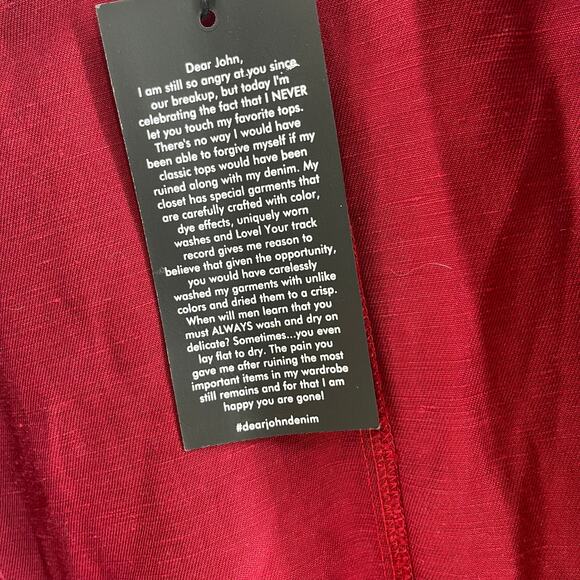 Dear John,
I am still so angry at you since
our breakup, but today I'm
celebrating the fact that I NEVER
let you touch my favorite tops.
There's no way I would have
been able to forgive myself if my
classic tops would have been
ruined along with my denim. My
closet has special garments that
are carefully crafted with color,
dye effects, uniquely worn
washes and Love! Your track
record gives me reason to
believe that given the opportunity,
you would have carelessly
washed my garments with unlike
colors and dried them to a crisp.
When will men learn that you
must ALWAYS wash and dry on
delicate? Sometimes...you even
lay flat to dry. The pain you
gave me after ruining the most
important items in my wardrobe
still remains and for that I am
happy you are gone!
#dearjohndenim